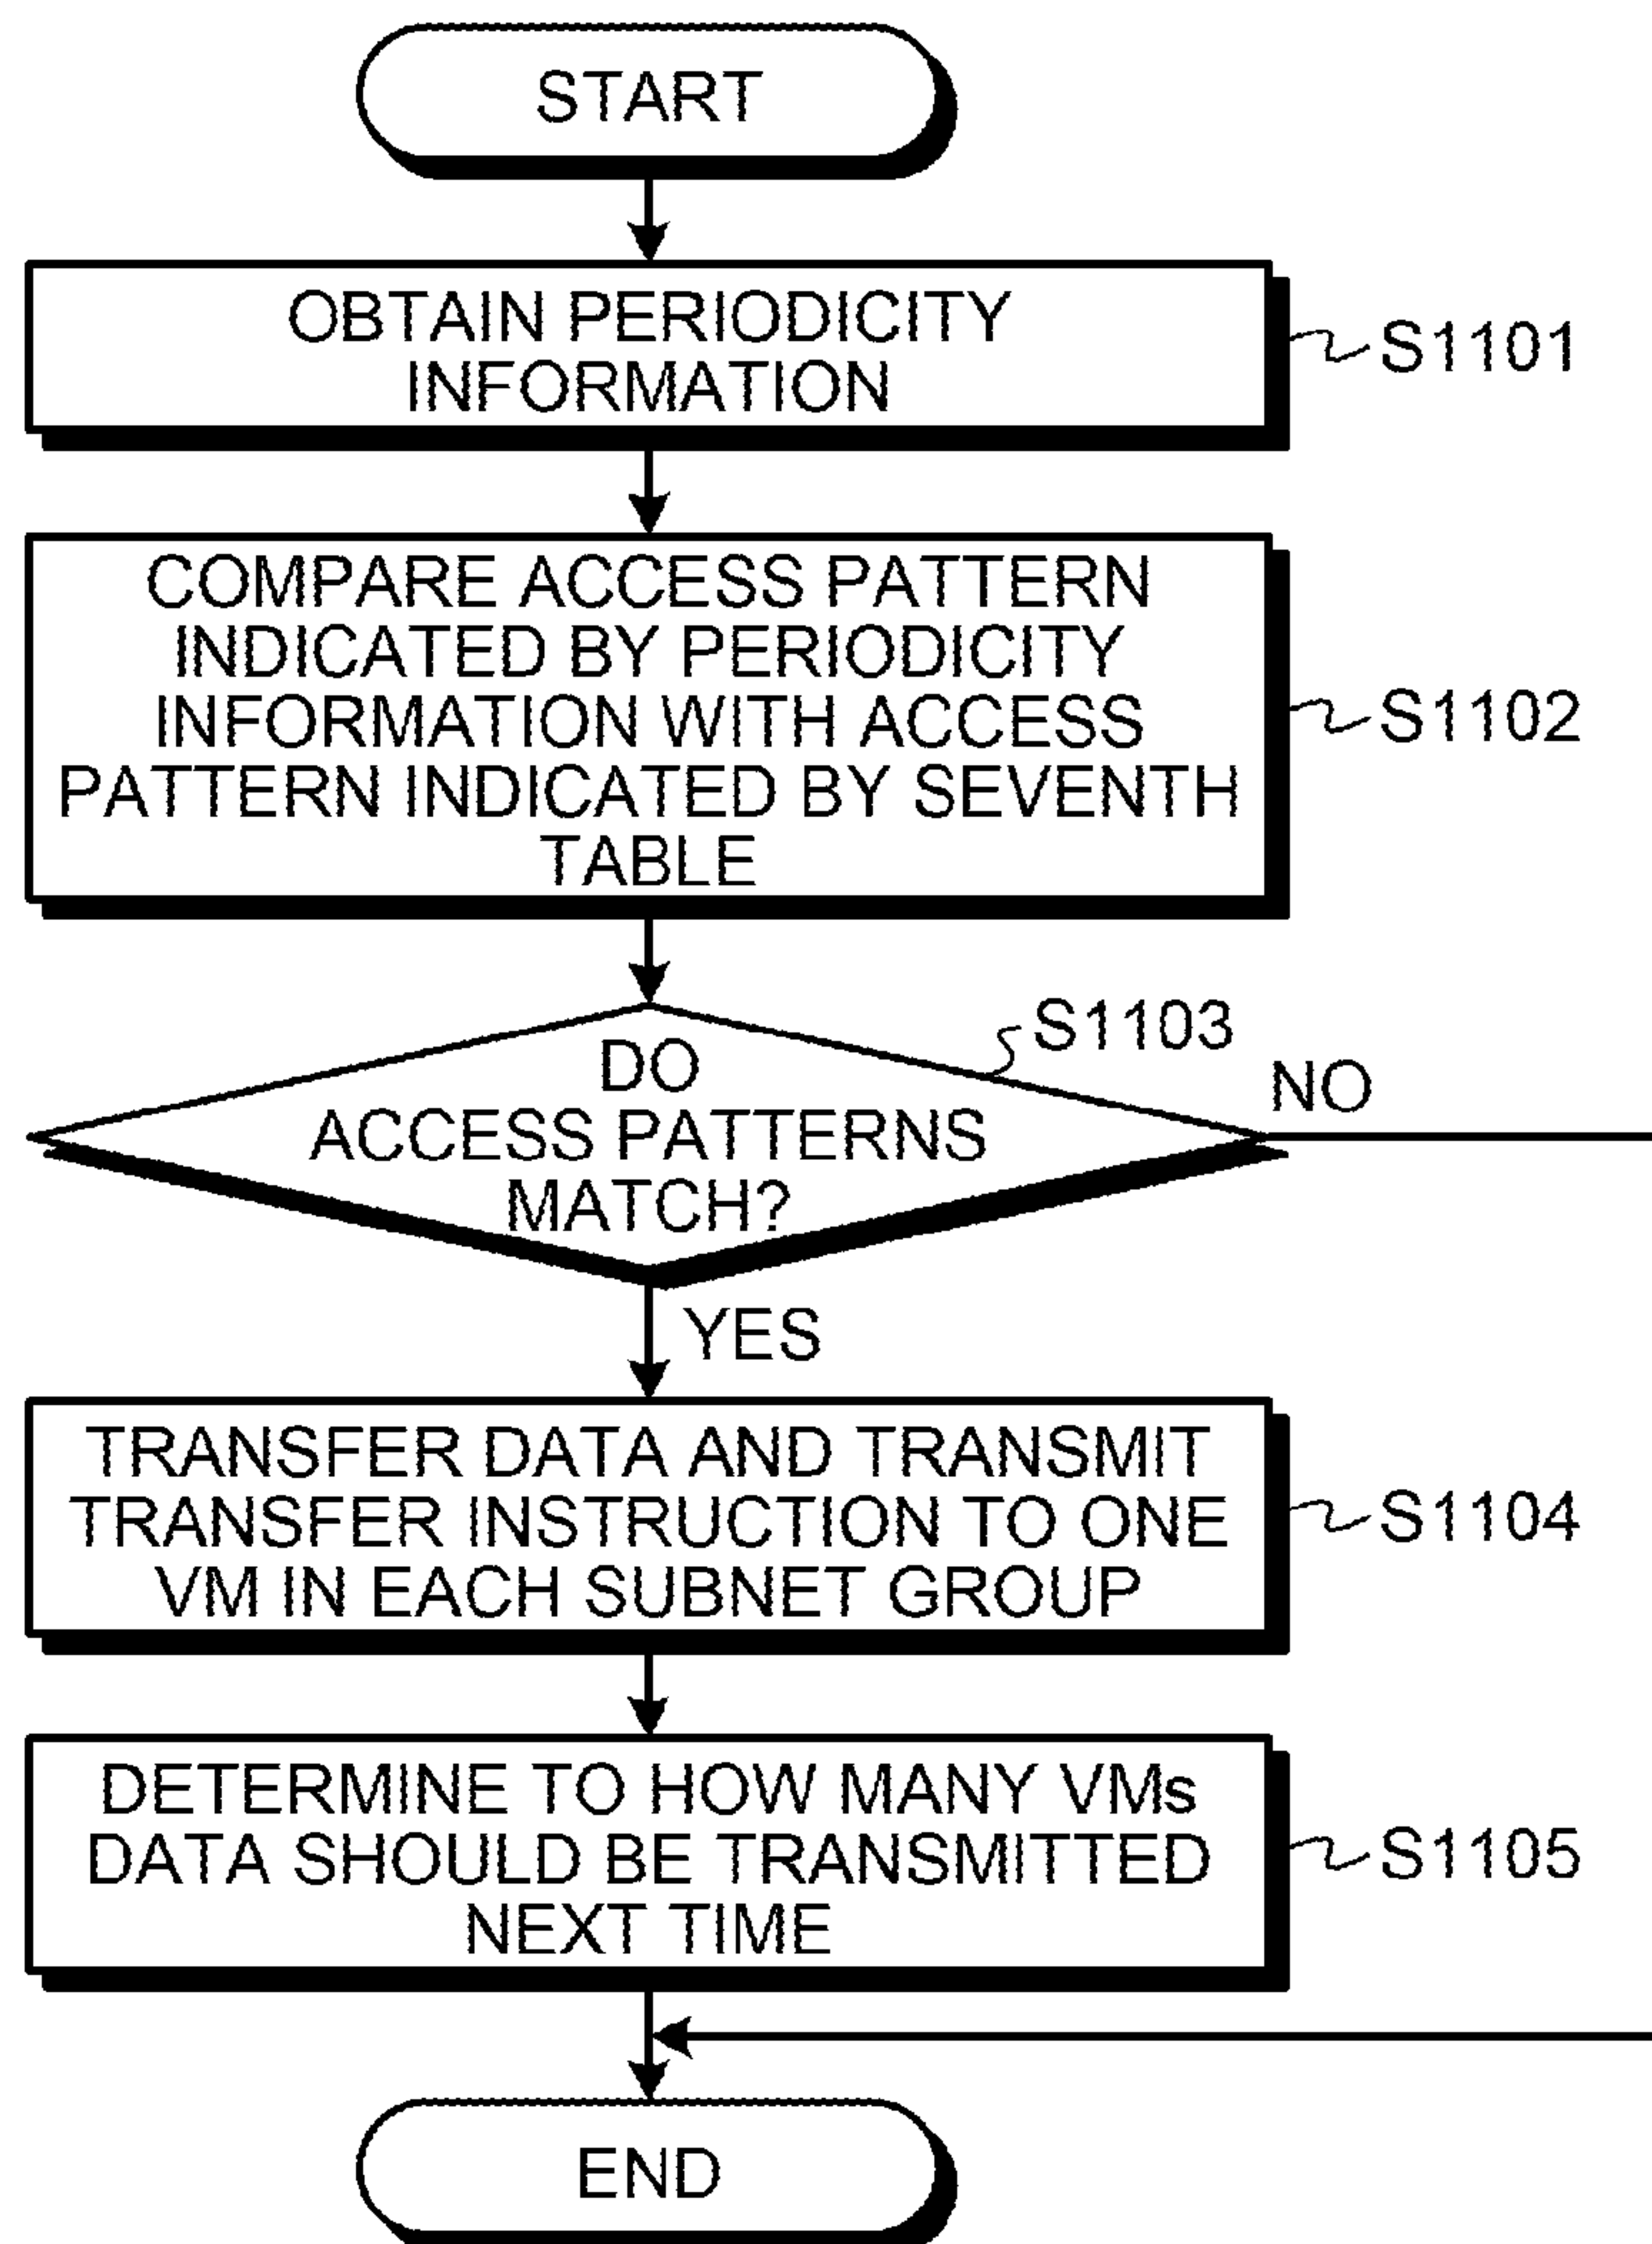 START
OBTAIN PERIODICITY
INFORMATION
S1101
COMPARE ACCESS PATTERN
INDICATED BY PERIODICITY
INFORMATION WITH ACCESS
PATTERN INDICATED BY SEVENTH
TABLE
S1102
S1103
DO
ACCESS PATTERNS
MATCH?
NO
YES
TRANSFER DATA AND TRANSMIT
TRANSFER INSTRUCTION TO ONE
VM IN EACH SUBNET GROUP
S1104
DETERMINE TO HOW MANY VMs
DATA SHOULD BE TRANSMITTED
NEXT TIME
S1105
END